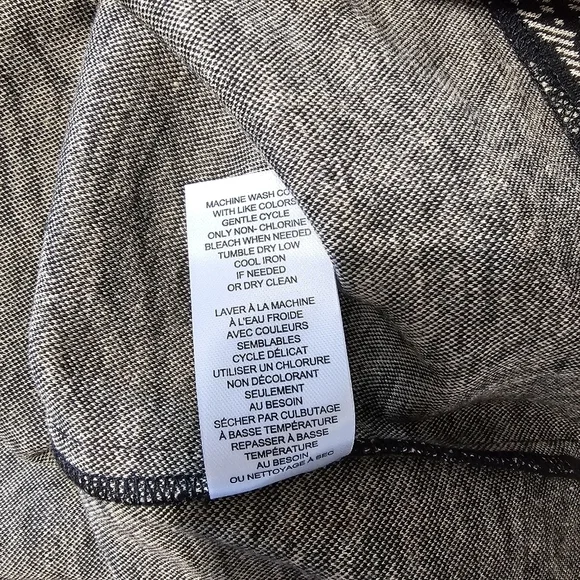 MACHINE WASH CO
WITH LIKE COLORS
GENTLE CYCLE
ONLY NON- CHLORINE
BLEACH WHEN NEEDED
TUMBLE DRY LOW
COOL IRON
IF NEEDED
OR DRY CLEAN
LAVER À LA MACHINE
À L'EAU FROIDE
AVEC COULEURS
SEMBLABLES
CYCLE DÉLICAT
UTILISER UN CHLORURE
NON DÉCOLORANT
SEULEMENT
AU BESOIN
SÉCHER PAR CULBUTAGE
À BASSE TEMPÉRATURE
REPASSER À BASSE
TEMPÉRATURE
AU BESOIN
OU NETTOYAGE À SEC